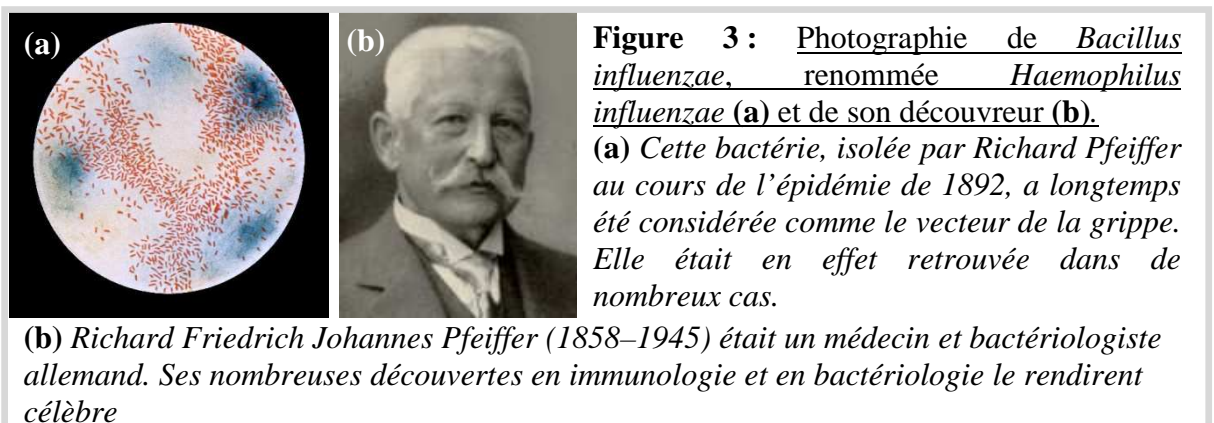 (a)
(b)
Figure 3 : Photographie de Bacillus
influenzae, renommée Haemophilus
influenzae (a) et de son découvreur (b).
(a) Cette bactérie, isolée par Richard Pfeiffer
au cours de l’épidémie de 1892, a longtemps
été considérée comme le vecteur de la grippe.
Elle était en effet retrouvée dans de
nombreux cas.
(b) Richard Friedrich Johannes Pfeiffer (1858–1945) était un médecin et bactériologiste
allemand. Ses nombreuses découvertes en immunologie et en bactériologie le rendirent
célèbre